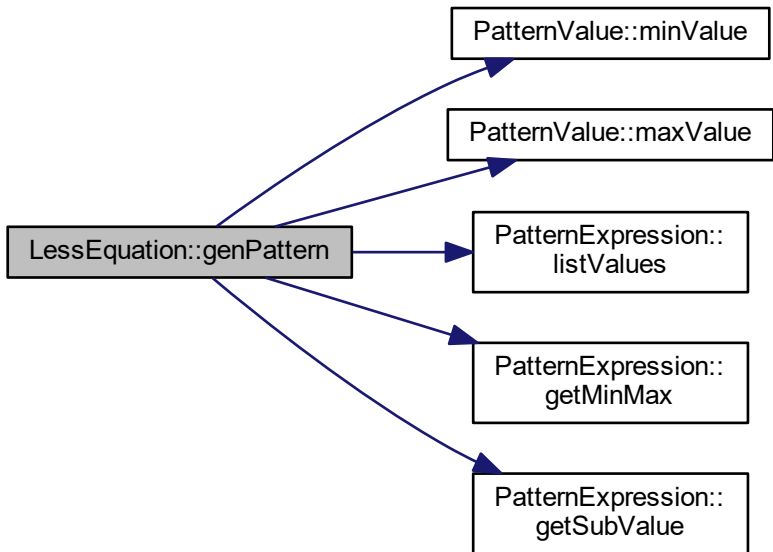 PatternValue::minValue
PatternValue::maxValue
LessEquation::genPattern
PatternExpression::
listValues
PatternExpression::
getMinMax
PatternExpression::
getSubValue